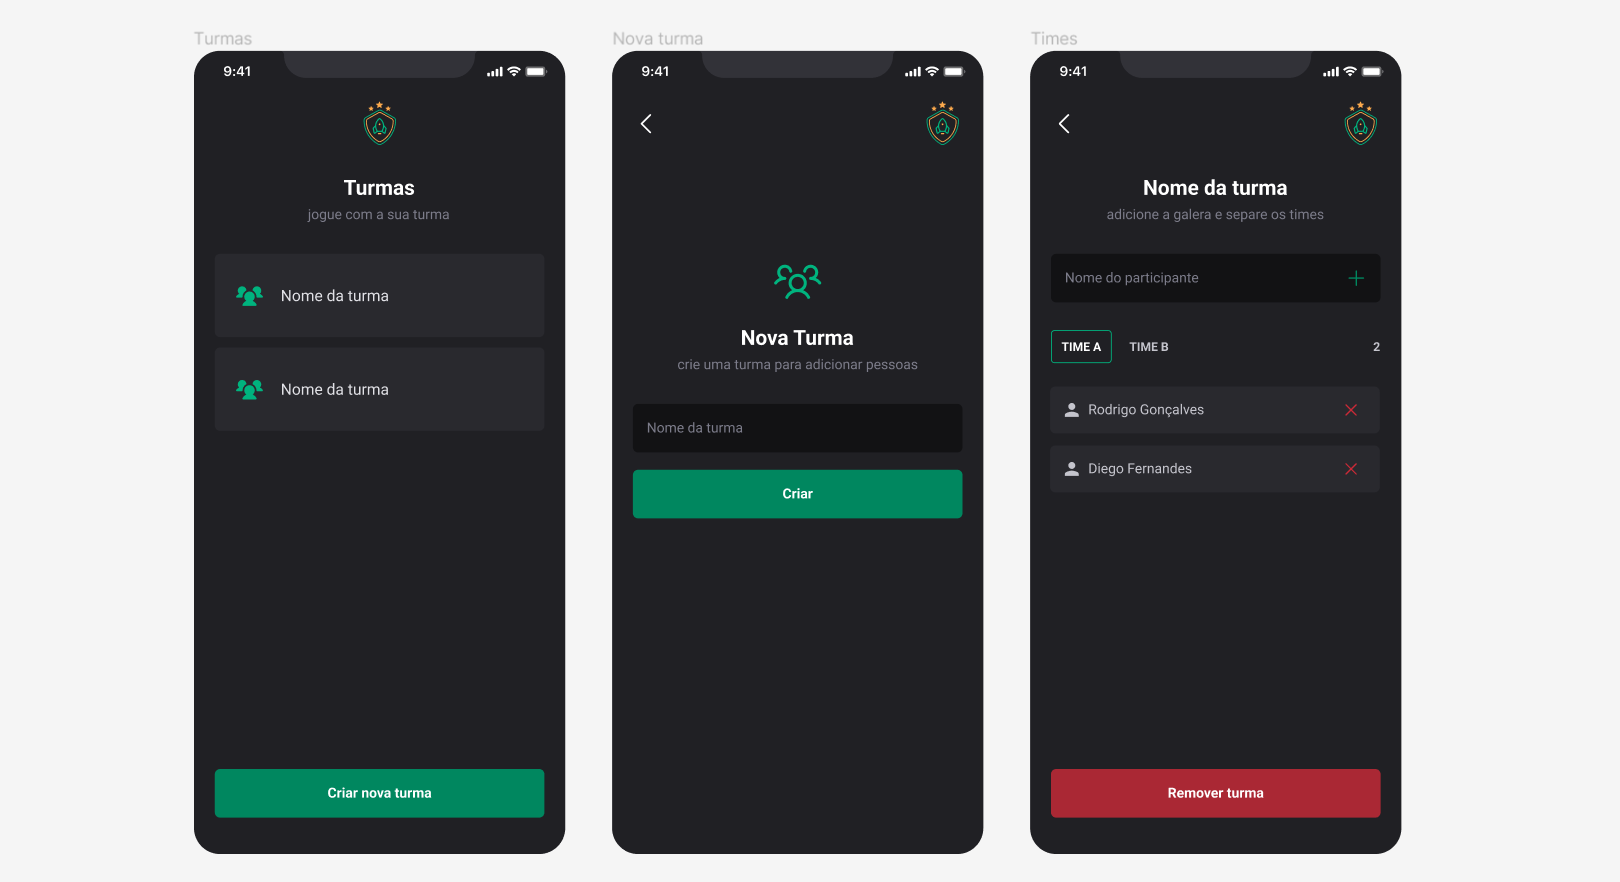 Turmas
9:41
Turmas
jogue com a sua turma
Nome da turma
Nome da turma
Criar nova turma
Nova turma
9:41
Nova Turma
crie uma turma para adicionar pessoas
Nome da turma
Criar
Times
9:41
Nome da turma
adicione a galera e separe os times
Nome do participante
TIME A TIME B 2
Rodrigo Gonçalves
Diego Fernandes
Remover turma